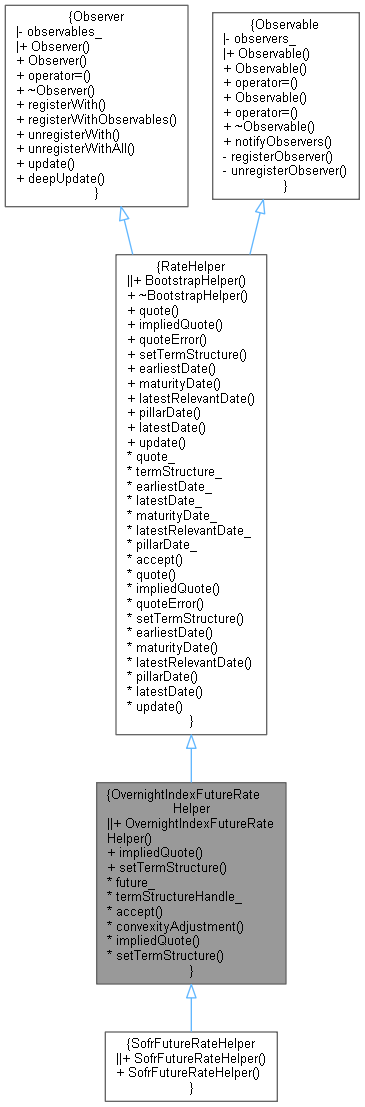 {Observer
|- observables_
|+ Observer()
+ Observer()
+ operator=()
+ ~Observer()
+ registerWith()
+ registerWithObservables()
+ unregisterWith()
+ unregisterWithAll()
+ update()
+ deepUpdate()
}
{Observable
|- observers_
|+ Observable()
+ Observable()
+ operator=()
+ Observable()
+ operator=()
+ ~Observable()
+ notifyObservers()
- registerObserver()
- unregisterObserver()
}
{RateHelper
||+ BootstrapHelper()
+ ~BootstrapHelper()
+ quote()
+ impliedQuote()
+ quoteError()
+ setTermStructure()
+ earliestDate()
+ maturityDate()
+ latestRelevantDate()
+ pillarDate()
+ latestDate()
+ update()
* quote_
* termStructure_
* earliestDate_
* latestDate_
* maturityDate_
* latestRelevantDate_
* pillarDate_
* accept()
* quote()
* impliedQuote()
* quoteError()
* setTermStructure()
* earliestDate()
* maturityDate()
* latestRelevantDate()
* pillarDate()
* latestDate()
* update()
}
{OvernightIndexFutureRate
Helper
||+ OvernightIndexFutureRate
Helper()
+ impliedQuote()
+ setTermStructure()
* future_
* termStructureHandle_
* accept()
* convexityAdjustment()
* impliedQuote()
* setTermStructure()
}
{SofrFutureRateHelper
||+ SofrFutureRateHelper()
+ SofrFutureRateHelper()
}